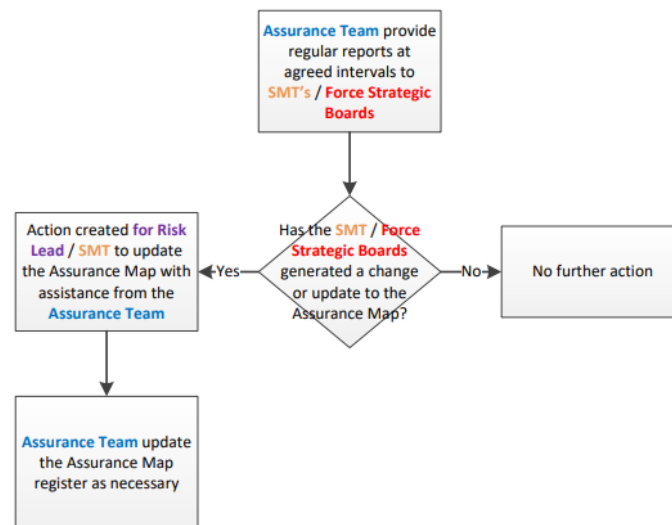 Assurance Team provide
regular reports at
agreed intervals to
SMT's / Force Strategic
Boards
Has the SMT / Force
Strategic Boards
generated a change
or update to the
Assurance Map?
Yes
No
Action created for Risk
Lead / SMT to update
the Assurance Map with
assistance from the
Assurance Team
No further action
Assurance Team update
the Assurance Map
register as necessary